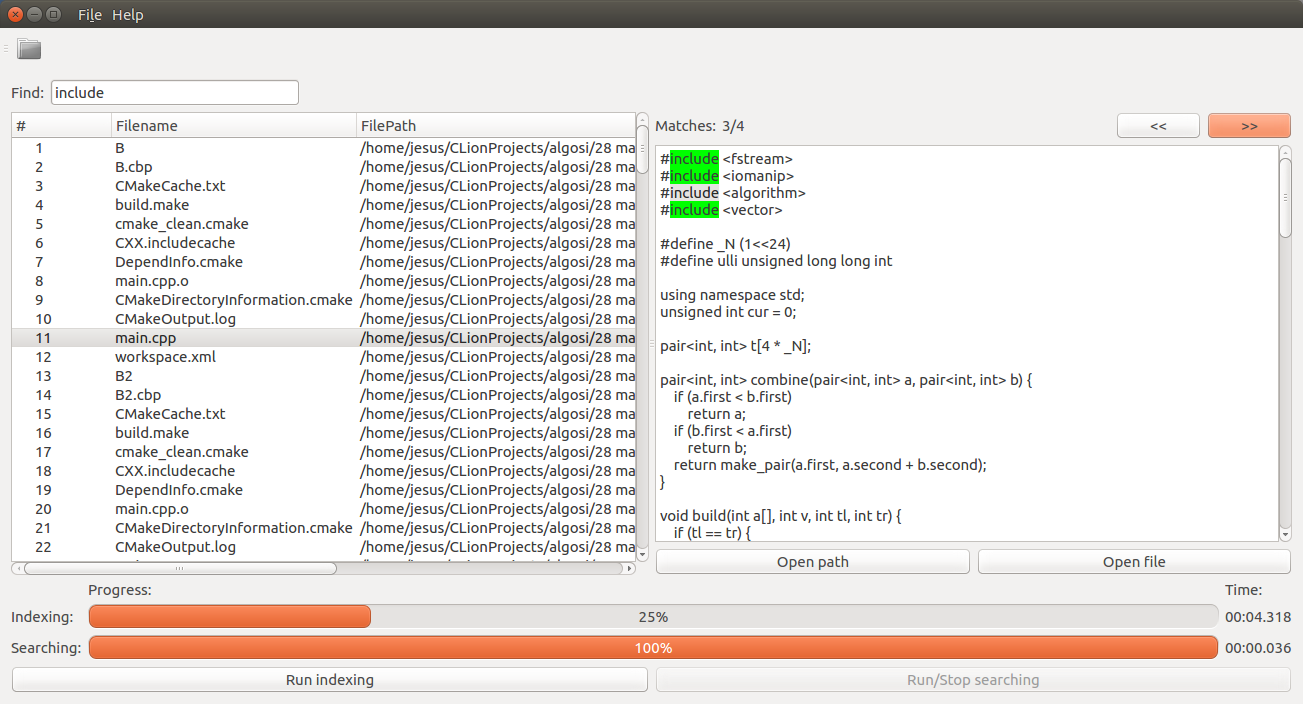 File Help
Find: include
# Filename FilePath
1 B /home/jesus/CLionProjects/algosi/28 ma
2 B.cbp /home/jesus/CLionProjects/algosi/28 ma
3 CMakeCache.txt /home/jesus/CLionProjects/algosi/28 ma
4 build.make /home/jesus/CLionProjects/algosi/28 ma
5 cmake_clean.cmake /home/jesus/CLionProjects/algosi/28 ma
6 CXX.includecache /home/jesus/CLionProjects/algosi/28 ma
7 DependInfo.cmake /home/jesus/CLionProjects/algosi/28 ma
8 main.cpp.o /home/jesus/CLionProjects/algosi/28 ma
9 CMakeDirectoryInformation.cmake /home/jesus/CLionProjects/algosi/28 ma
10 CMakeOutput.log /home/jesus/CLionProjects/algosi/28 ma
11 main.cpp /home/jesus/CLionProjects/algosi/28 ma
12 workspace.xml /home/jesus/CLionProjects/algosi/28 ma
13 B2 /home/jesus/CLionProjects/algosi/28 ma
14 B2.cbp /home/jesus/CLionProjects/algosi/28 ma
15 CMakeCache.txt /home/jesus/CLionProjects/algosi/28 ma
16 build.make /home/jesus/CLionProjects/algosi/28 ma
17 cmake_clean.cmake /home/jesus/CLionProjects/algosi/28 ma
18 CXX.includecache /home/jesus/CLionProjects/algosi/28 ma
19 DependInfo.cmake /home/jesus/CLionProjects/algosi/28 ma
20 main.cpp.o /home/jesus/CLionProjects/algosi/28 ma
21 CMakeDirectoryInformation.cmake /home/jesus/CLionProjects/algosi/28 ma
22 CMakeOutput.log /home/jesus/CLionProjects/algosi/28 ma
Matches: 3/4 << >>
#include <fstream>
#include <iomanip>
#include <algorithm>
#include <vector>
#define _N (1<<24)
#define ulli unsigned long long int
using namespace std;
unsigned int cur = 0;
pair<int, int> t[4 * _N];
pair<int, int> combine(pair<int, int> a, pair<int, int> b) {
if (a.first < b.first)
return a;
if (b.first < a.first)
return b;
return make_pair(a.first, a.second + b.second);
}
void build(int a[], int v, int tl, int tr) {
if (tl == tr) {
Open path Open file
Progress: Time:
Indexing: 25% 00:04.318
Searching: 100% 00:00.036
Run indexing Run/Stop searching